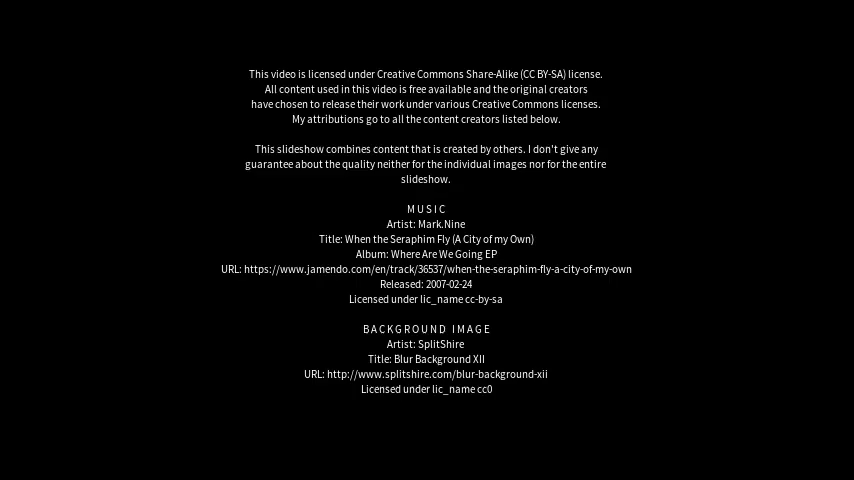 This video is licensed under Creative Commons Share-Alike (CC BY-SA) license.
All content used in this video is free available and the original creators
have chosen to release their work under various Creative Commons licenses.
My attributions go to all the content creators listed below.
This slideshow combines content that is created by others. I don't give any
guarantee about the quality neither for the individual images nor for the entire
slideshow.
MUSIC
Artist: Mark.Nine
Title: When the Seraphim Fly (A City of my Own)
Album: Where Are We Going EP
URL: https://www.jamendo.com/en/track/36537/when-the-seraphim-fly-a-city-of-my-own
Released: 2007-02-24
Licensed under lic_name cc-by-sa
BACKGROUND IMAGE
Artist: SplitShire
Title: Blur Background XII
URL: http://www.splitshire.com/blur-background-xii
Licensed under lic_name cc0